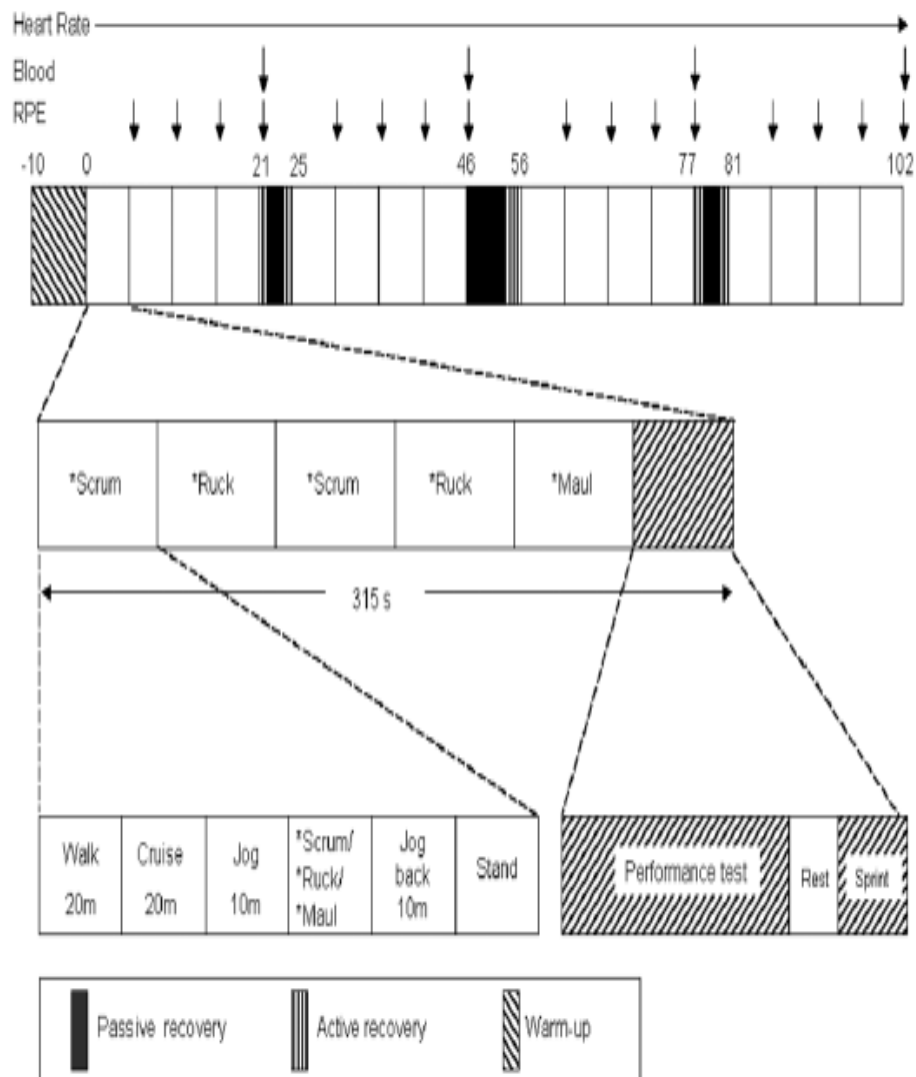 Heart Rate
Blood
RPE
-10 0 21 25 46 56 77 81 102
*Scrum *Ruck *Scrum *Ruck *Maul
315 s
Walk 20m
Cruise 20m
Jog 10m
*Scrum/
*Ruck/
*Maul
Jog
back
10m
Stand
Performance test Rest Sprint
Passive recovery Active recovery Warm-up